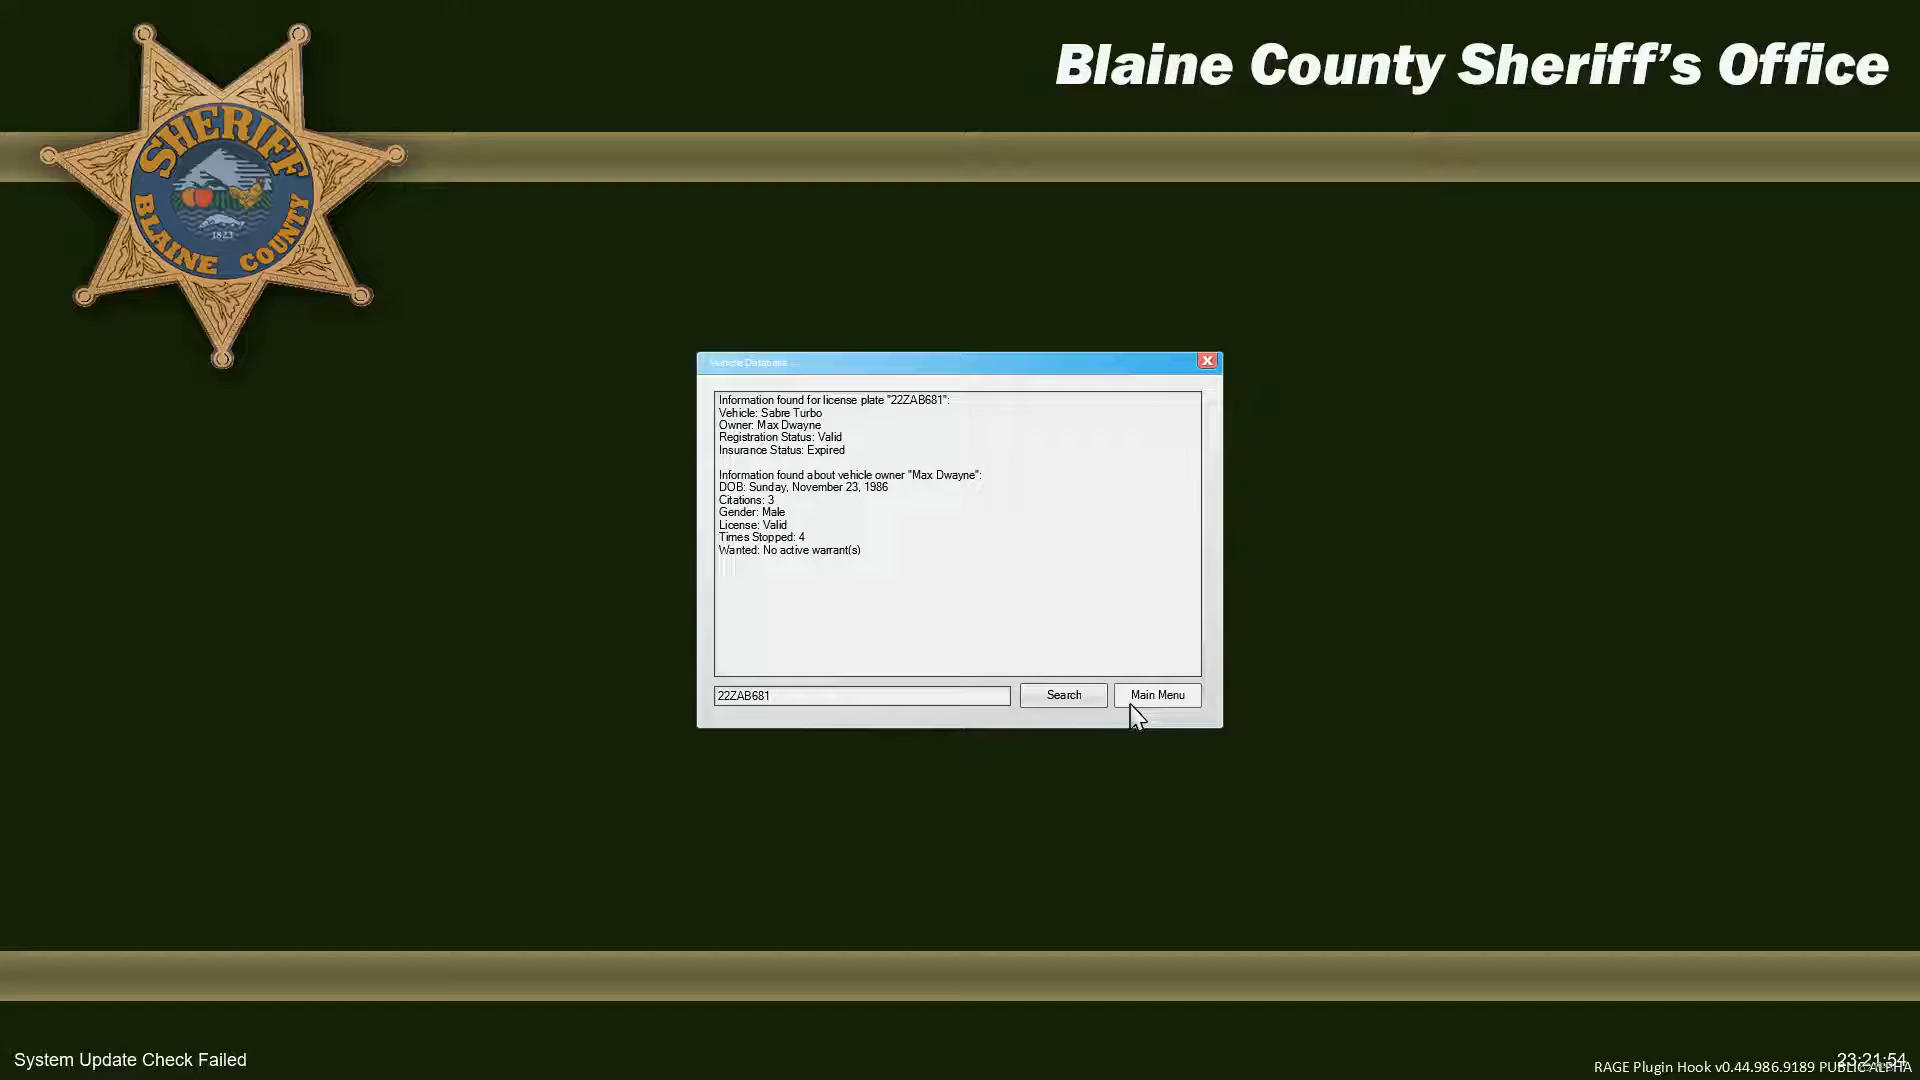 Blaine County Sheriff's Office
SHERIFF
1823
BLAINE COUNTY
Vehicle Database
Information found for license plate "22ZAB681":
Vehicle: Sabre Turbo
Owner: Max Dwayne
Registration Status: Valid
Insurance Status: Expired
Information found about vehicle owner "Max Dwayne":
DOB: Sunday, November 23, 1986
Citations: 3
Gender: Male
License: Valid
Times Stopped: 4
Wanted: No active warrant(s)
22ZAB681
Search
Main Menu
System Update Check Failed
23:21:54
RAGE Plugin Hook v0.44.986.9189 PUBLIC ALPHA